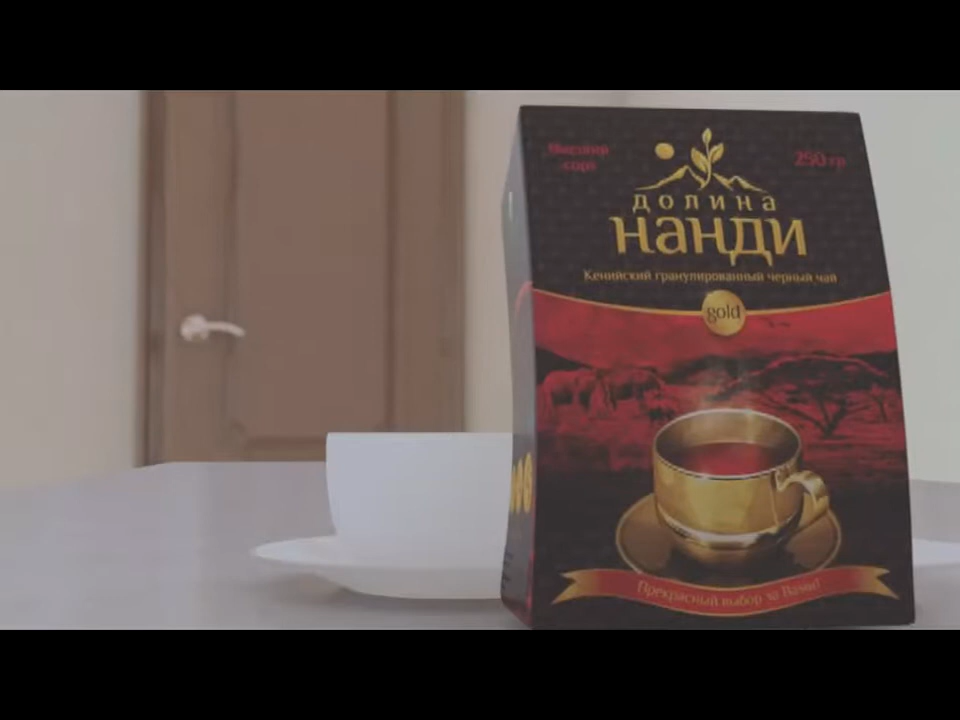 Высший
сорт
250 гр
долина
нанди
Кенийский гранулированный черный чай
gold
Прекрасный выбор за Вами!